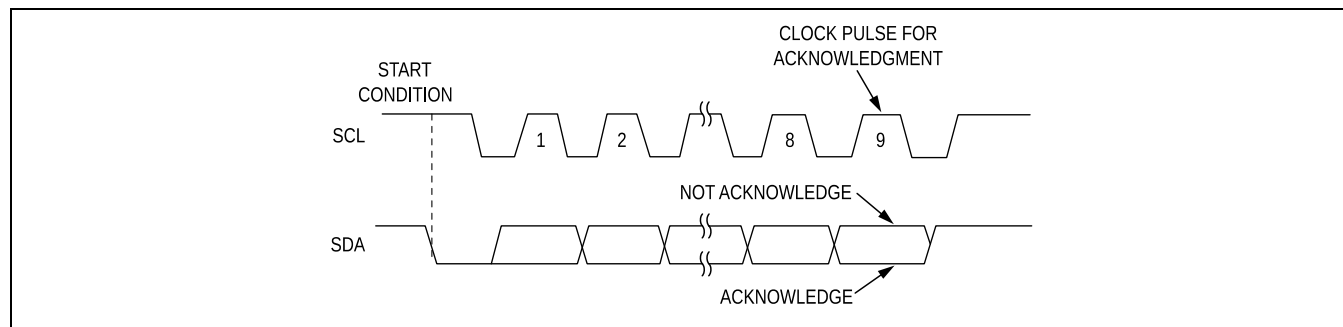 CLOCK PULSE FOR
ACKNOWLEDGMENT
START
CONDITION
SCL
1
2
8
9
NOT ACKNOWLEDGE
SDA
ACKNOWLEDGE